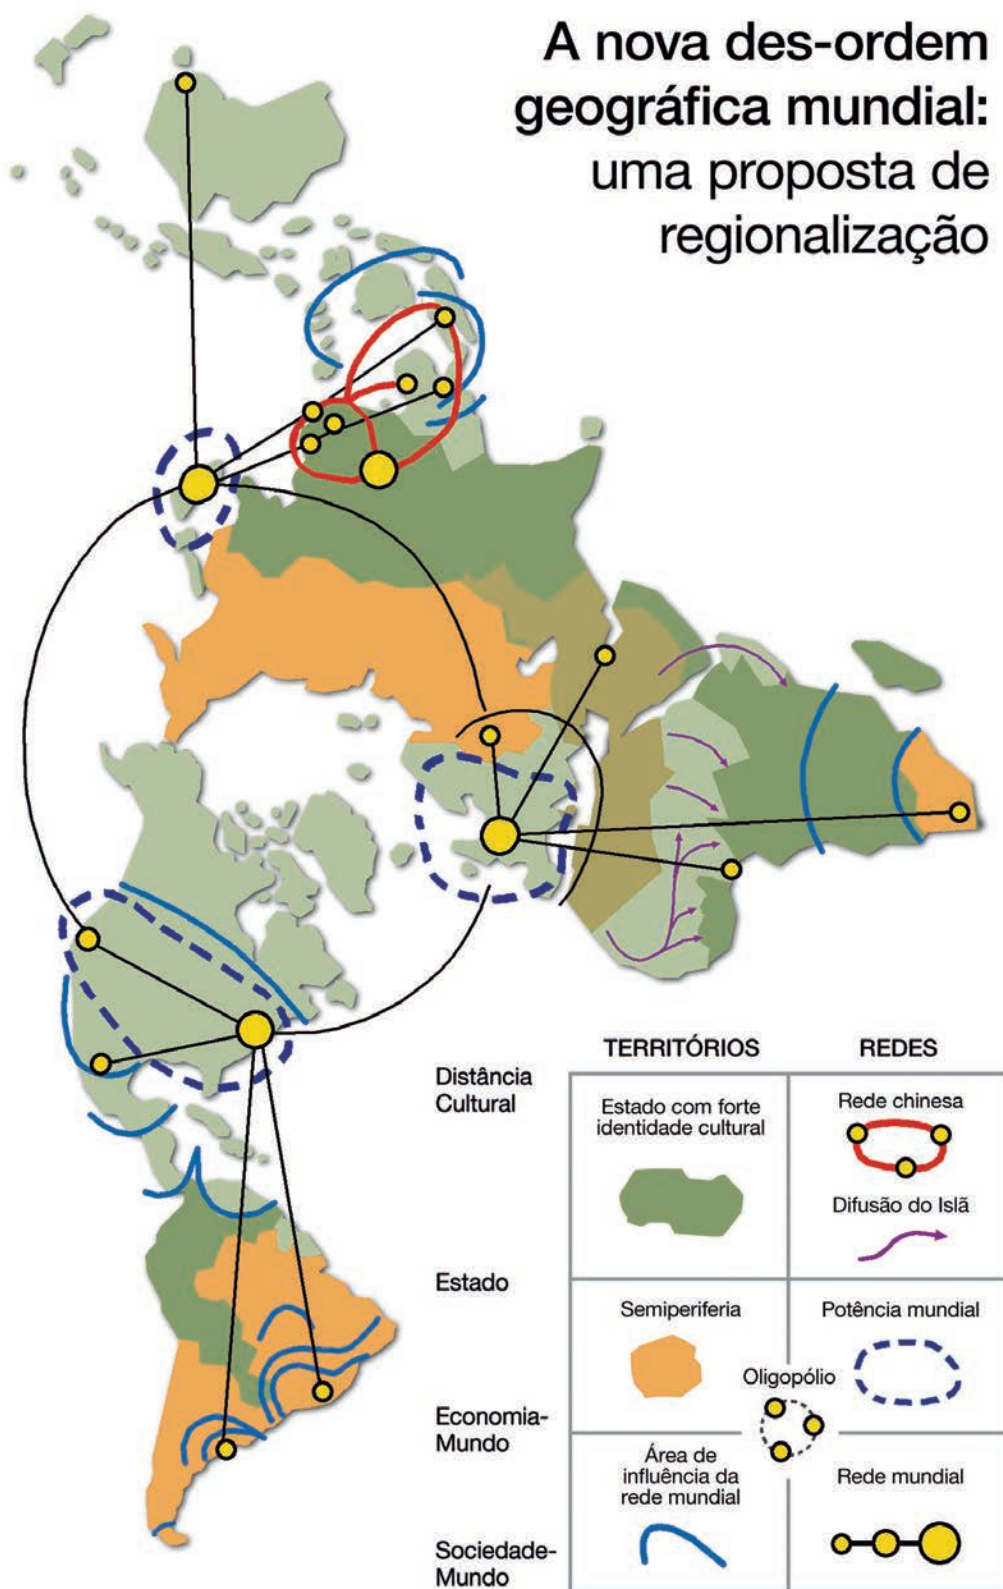 A nova des-ordem
geográfica mundial:
uma proposta de
regionalização
TERRITÓRIOS
REDES
Distância
Cultural
Estado com forte
identidade cultural
Rede chinesa
Difusão do Islã
Estado
Semiperiferia
Potência mundial
Oligopólio
Economia-
Mundo
Área de
influência da
rede mundial
Rede mundial
Sociedade-
Mundo